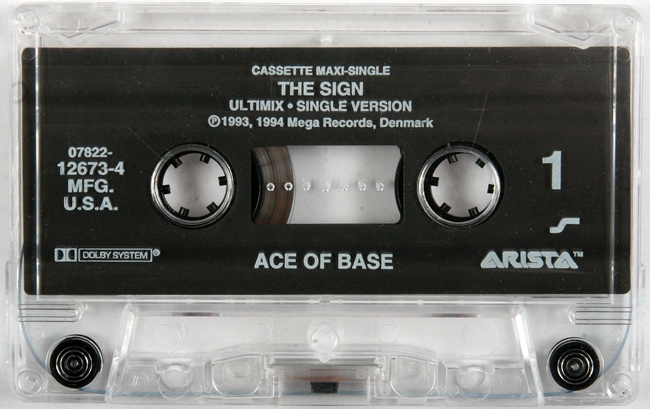 CASSETTE MAXI-SINGLE
THE SIGN
ULTIMIX • SINGLE VERSION
℗1993, 1994 Mega Records, Denmark
07822-
12673-4
MFG.
U.S.A.
1
DOLBY SYSTEM®
ACE OF BASE
ARISTA™